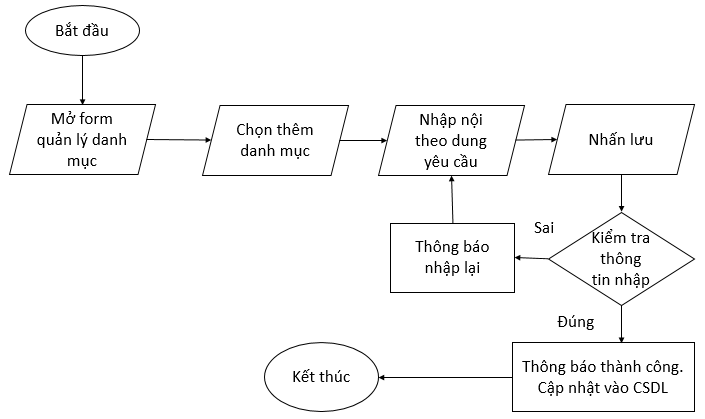 Bắt đầu
Mở form
quản lý danh
mục
Chọn thêm
danh mục
Nhập nội
theo dung
yêu cầu
Nhấn lưu
Thông báo
nhập lại
Sai
Kiểm tra
thông
tin nhập
Đúng
Thông báo thành công.
Cập nhật vào CSDL
Kết thúc